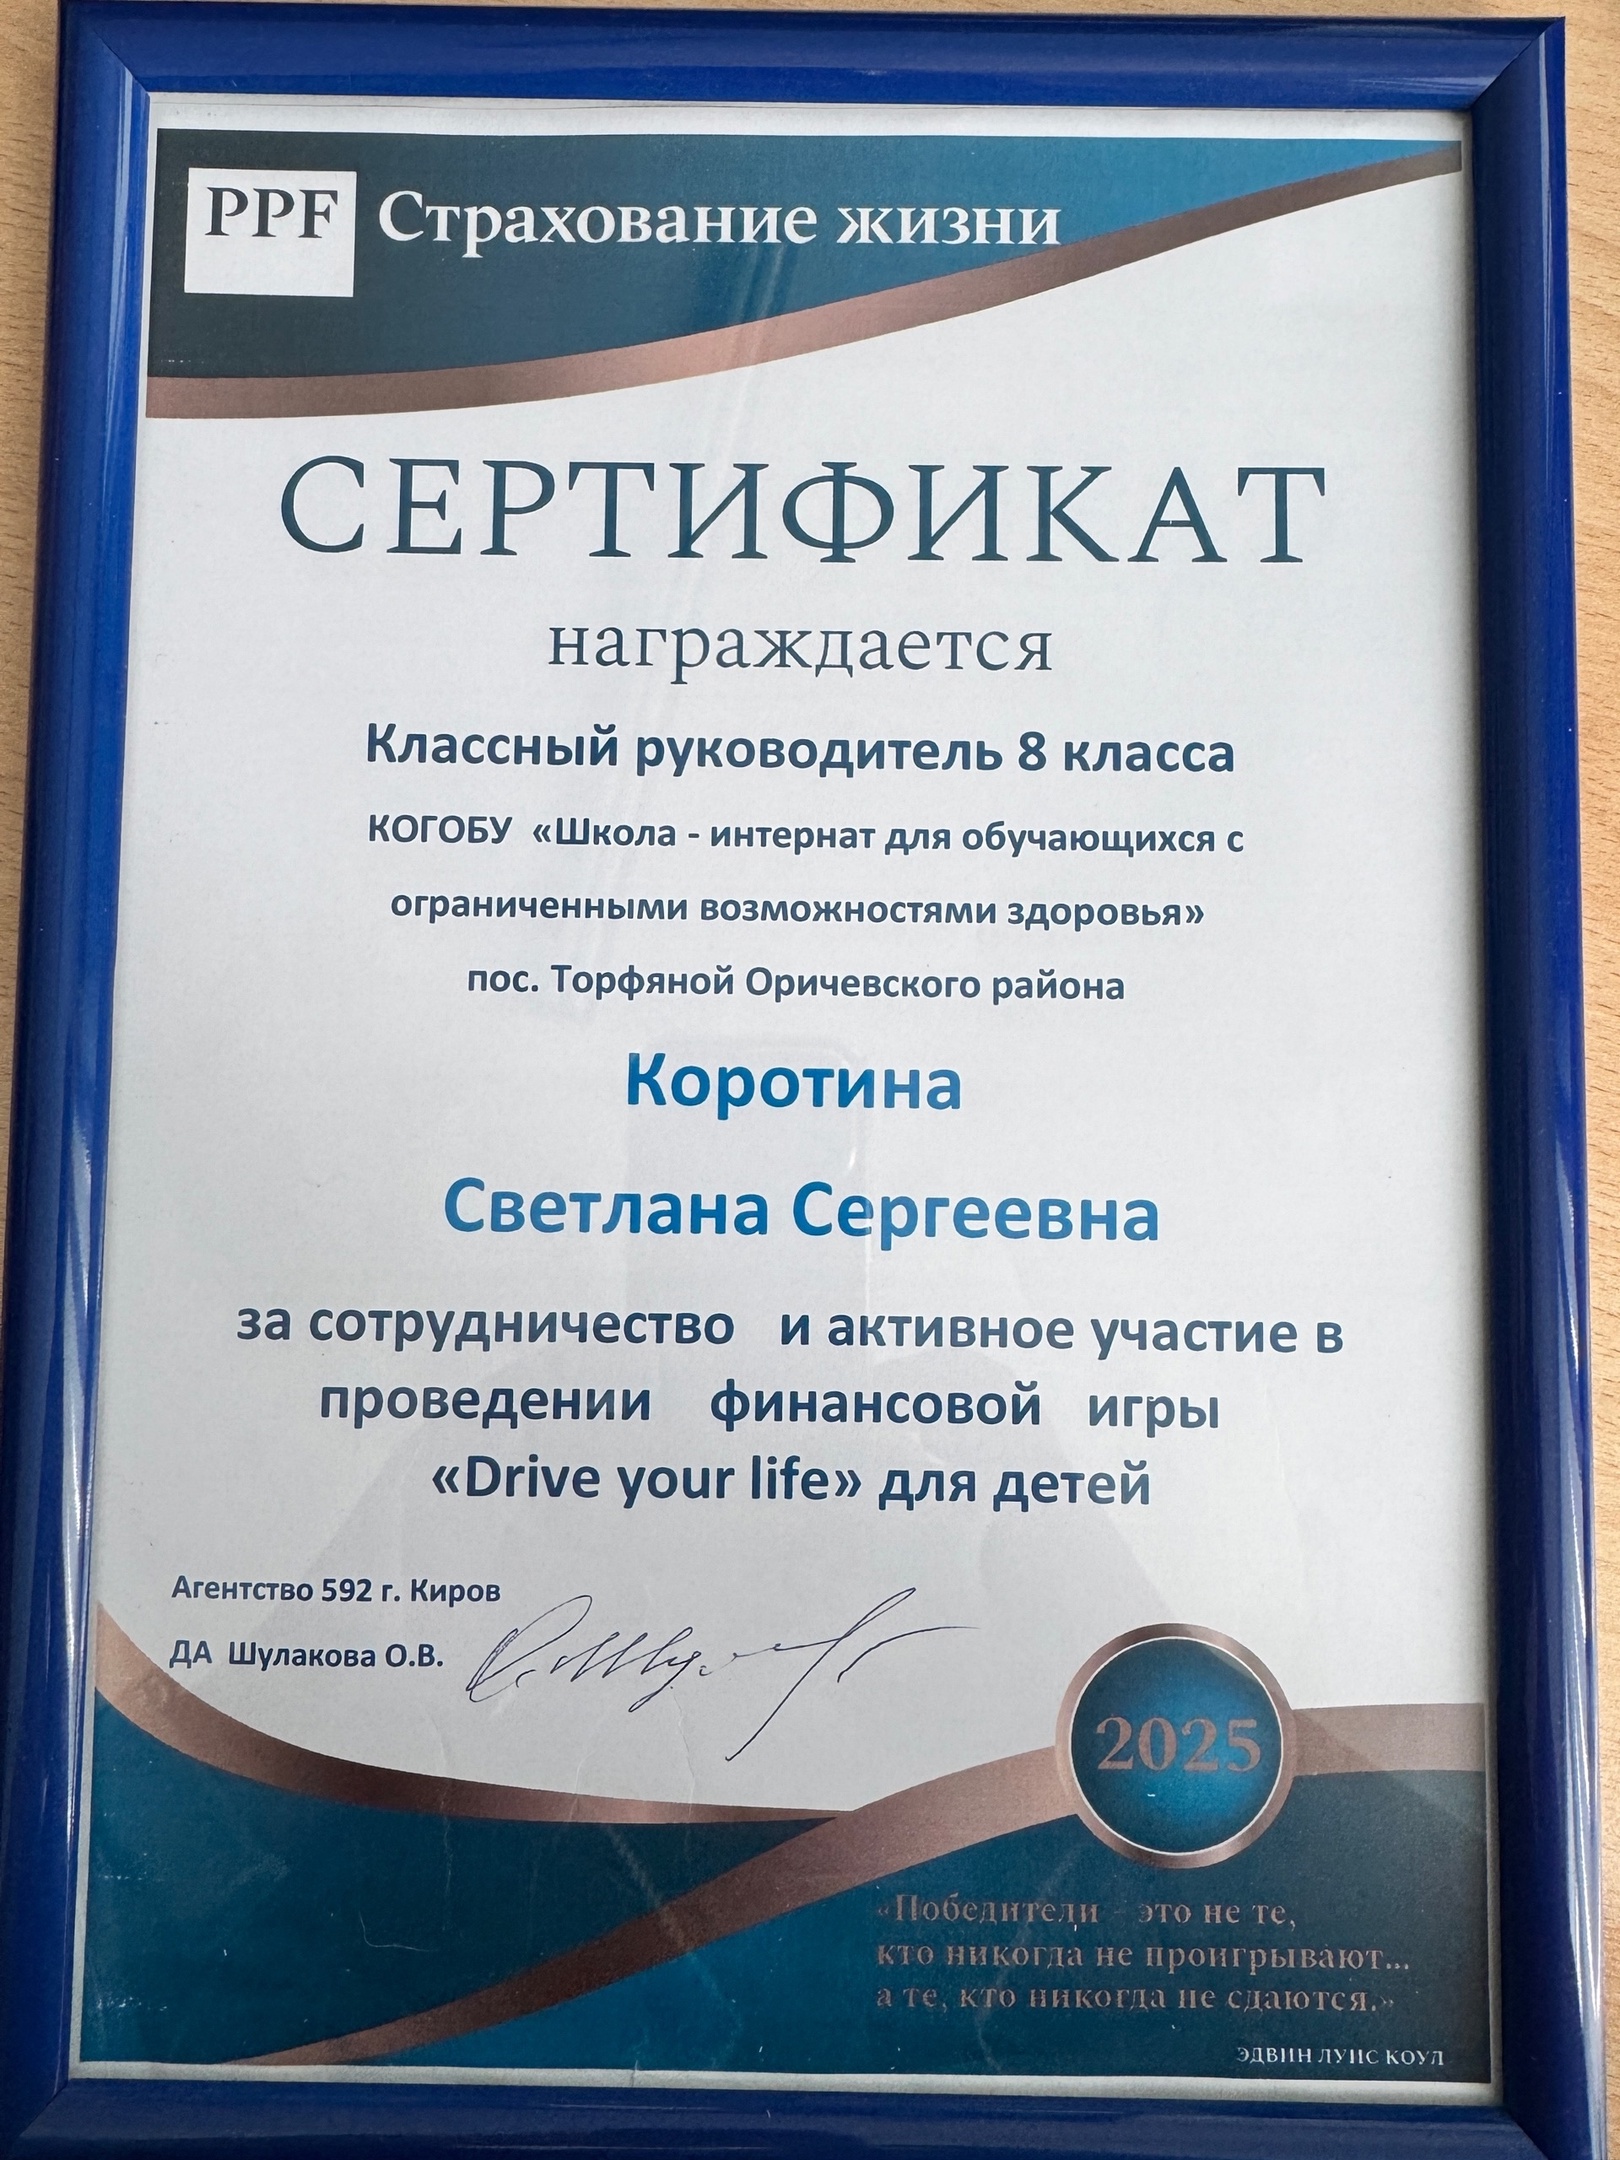 PPF Страхование жизни
СЕРТИФИКАТ
награждается
Классный руководитель 8 класса
КОГОБУ «Школа - интернат для обучающихся с
ограниченными возможностями здоровья»
пос. Торфяной Оричевского района
Коротина
Светлана Сергеевна
за сотрудничество и активное участие в
проведении финансовой игры
«Drive your life» для детей
Агентство 592 г. Киров
ДА Шулакова О.В.
2025
«Победители - это не те,
кто никогда не проигрывают...
а те, кто никогда не сдаются.»
ЭДВИН ЛУИС КОУЛ